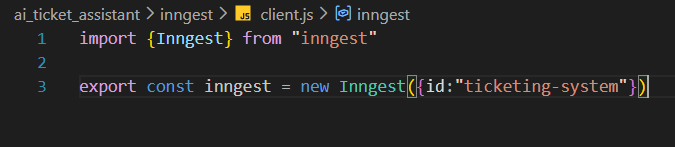 ai_ticket_assistant > inngest > JS client.js > inngest
1 import {Inngest} from "inngest"
2
3 export const inngest = new Inngest({id:"ticketing-system"})